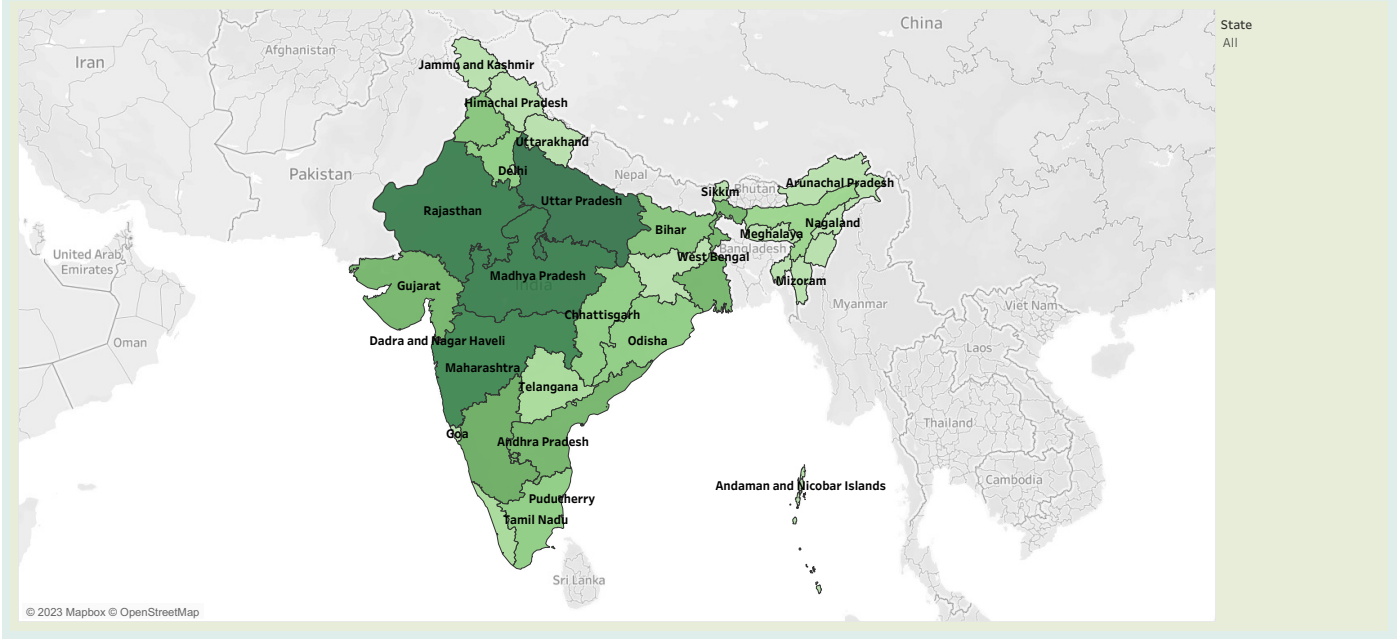 State
All
China
Iran
Afghanistan
Jammu and Kashmir
Himachal Pradesh
Uttarakhand
Pakistan
Delhi
Nepal
Sikkim
Bhutan
Arunachal Pradesh
Rajasthan
Uttar Pradesh
Bihar
Nagaland
Meghalaya
Bangladesh
West Bengal
United Arab
Emirates
Madhya Pradesh
India
Gujarat
Mizoram
Myanmar
Viet Nam
Chhattisgarh
Oman
Dadra and Nagar Haveli
Odisha
Laos
Maharashtra
Telangana
Thailand
Goa
Andhra Pradesh
Cambodia
Andaman and Nicobar Islands
Puducherry
Tamil Nadu
Sri Lanka
© 2023 Mapbox © OpenStreetMap